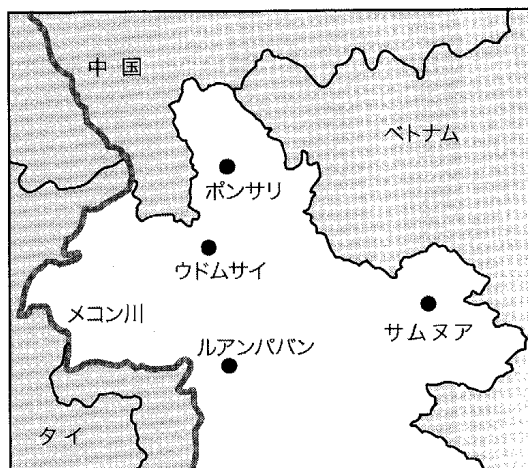 中国
ベトナム
ポンサリ
ウドムサイ
メコン川
サムヌア
ルアンパバン
タイ